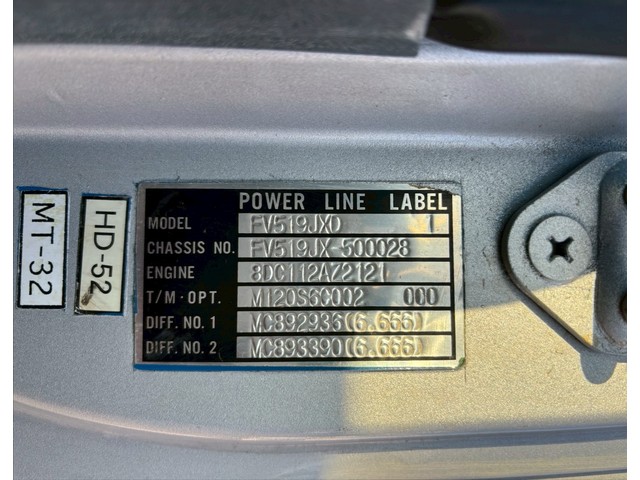 POWER LINE LABEL
MODEL FV519JXD 1
CHASSIS NO. FV519JX-500028
ENGINE 8DC112AZ2121
T/M·OPT. M120S6C002 000
DIFF. NO. 1 MC892936(6.666)
DIFF. NO. 2 MC893390(6.666)
HD-52
MT-32